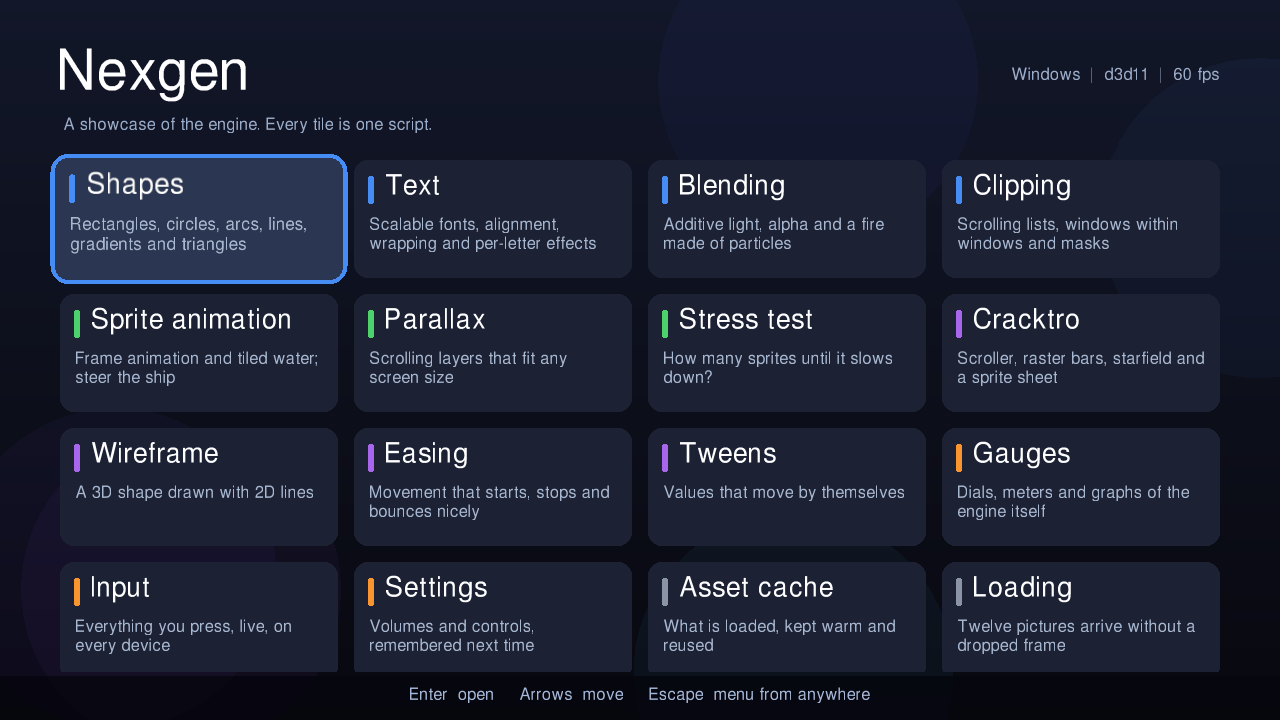 Nexgen
Windows | d3d11 | 60 fps
A showcase of the engine. Every tile is one script.
Shapes
Rectangles, circles, arcs, lines,
gradients and triangles
Text
Scalable fonts, alignment,
wrapping and per-letter effects
Blending
Additive light, alpha and a fire
made of particles
Clipping
Scrolling lists, windows within
windows and masks
Sprite animation
Frame animation and tiled water;
steer the ship
Parallax
Scrolling layers that fit any
screen size
Stress test
How many sprites until it slows
down?
Cracktro
Scroller, raster bars, starfield and
a sprite sheet
Wireframe
A 3D shape drawn with 2D lines
Easing
Movement that starts, stops and
bounces nicely
Tweens
Values that move by themselves
Gauges
Dials, meters and graphs of the
engine itself
Input
Everything you press, live, on
every device
Settings
Volumes and controls,
remembered next time
Asset cache
What is loaded, kept warm and
reused
Loading
Twelve pictures arrive without a
dropped frame
Enter open Arrows move Escape menu from anywhere